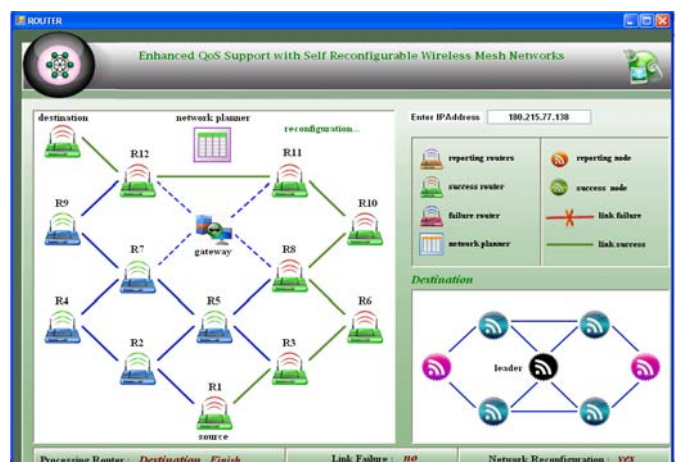 ROUTER
Enhanced QoS Support with Self Reconfigurable Wireless Mesh Networks
destination
network planner
reconfiguration...
R12
R11
R9
R10
gateway
R7
R8
R4
R5
R6
R2
R3
R1
source
Enter IPAddress
180.215.77.138
reporting routers
reporting node
success router
success node
failure router
link failure
network planner
link success
Destination
leader
Processing Router : Destination Finish
Link Failure : no
Network Reconfiguration : yes